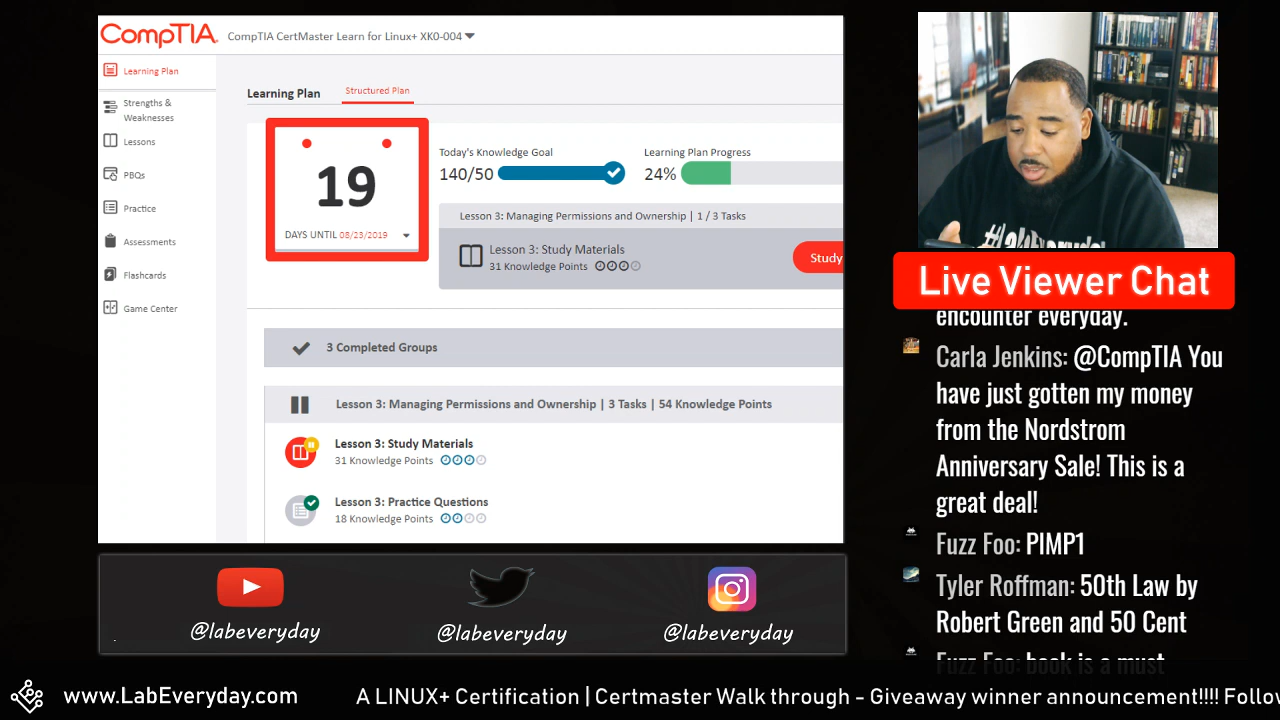 CompTIA.
CompTIA CertMaster Learn for Linux+ XK0-004
Learning Plan
Strengths &
Weaknesses
Lessons
PBQs
Practice
Assessments
Flashcards
Game Center
Learning Plan
Structured Plan
19
DAYS UNTIL 08/23/2019
Today's Knowledge Goal
140/50
Learning Plan Progress
24%
Lesson 3: Managing Permissions and Ownership | 1 / 3 Tasks
Lesson 3: Study Materials
31 Knowledge Points
Study
3 Completed Groups
Lesson 3: Managing Permissions and Ownership | 3 Tasks | 54 Knowledge Points
Lesson 3: Study Materials
31 Knowledge Points
Lesson 3: Practice Questions
18 Knowledge Points
Live Viewer Chat
encounter everyday.
Carla Jenkins: @CompTIA You
have just gotten my money
from the Nordstrom
Anniversary Sale! This is a
great deal!
Fuzz Foo: PIMP1
Tyler Roffman: 50th Law by
Robert Green and 50 Cent
Fuzz Foo: book is a must
@labeveryday
@labeveryday
@labeveryday
www.LabEveryday.com
A LINUX+ Certification | Certmaster Walk through - Giveaway winner announcement!!!! Follo